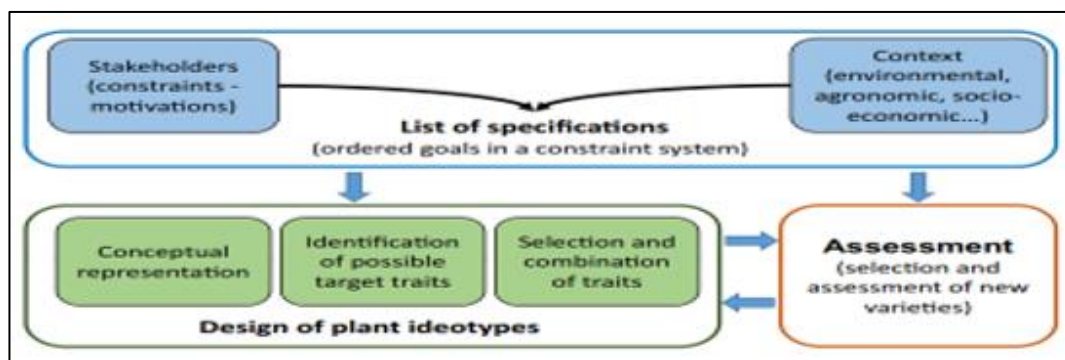 Stakeholders
(constraints -
motivations)
Context
(environmental,
agronomic, socio-
economic...)
List of specifications
(ordered goals in a constraint system)
Conceptual
representation
Identification
of possible
target traits
Selection and
combination
of traits
Design of plant ideotypes
Assessment
(selection and
assessment of new
varieties)